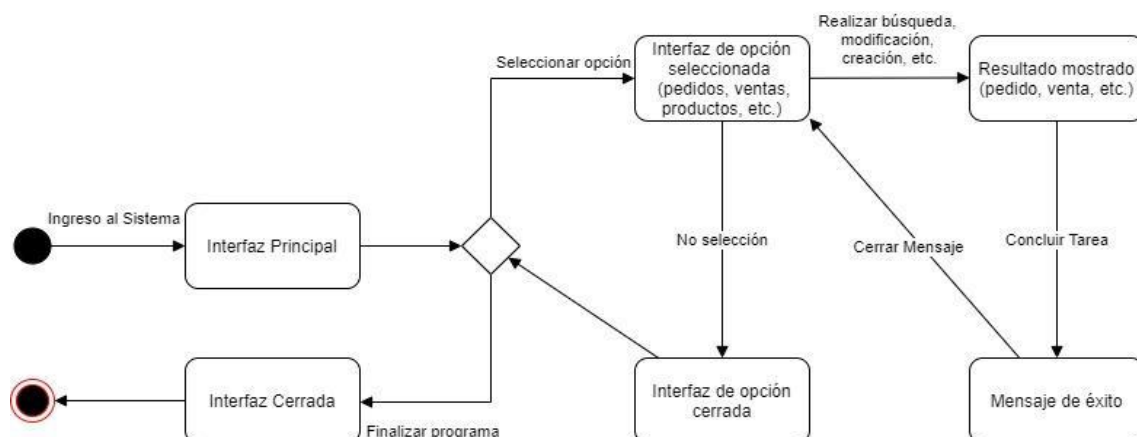 Realizar búsqueda,
modificación,
creación, etc.
Seleccionar opción
Interfaz de opción
seleccionada
(pedidos, ventas,
productos, etc.)
Resultado mostrado
(pedido, venta, etc.)
Ingreso al Sistema
Interfaz Principal
No selección
Cerrar Mensaje
Concluir Tarea
Interfaz Cerrada
Finalizar programa
Interfaz de opción
cerrada
Mensaje de éxito